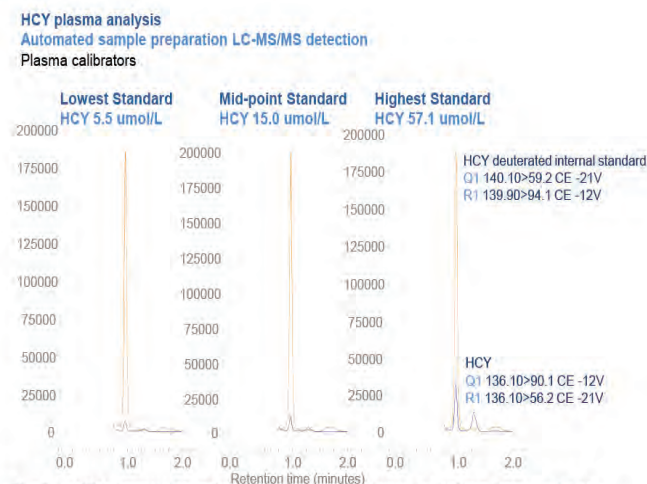 HCY plasma analysis
Automated sample preparation LC-MS/MS detection
Plasma calibrators
Lowest Standard
HCY 5.5 umol/L
200000
175000
150000
125000
100000
75000
50000
25000
0
0.0 1.0 2.0
Mid-point Standard
HCY 15.0 umol/L
200000
175000
150000
125000
100000
75000
50000
25000
0
0.0 1.0 2.0
Highest Standard
HCY 57.1 umol/L
200000
175000
150000
125000
100000
75000
50000
25000
0
0.0 1.0 2.0
HCY deuterated internal standard
Q1 140.10>59.2 CE -21V
R1 139.90>94.1 CE -12V
HCY
Q1 136.10>90.1 CE -12V
R1 136.10>56.2 CE -21V
Retention time (minutes)